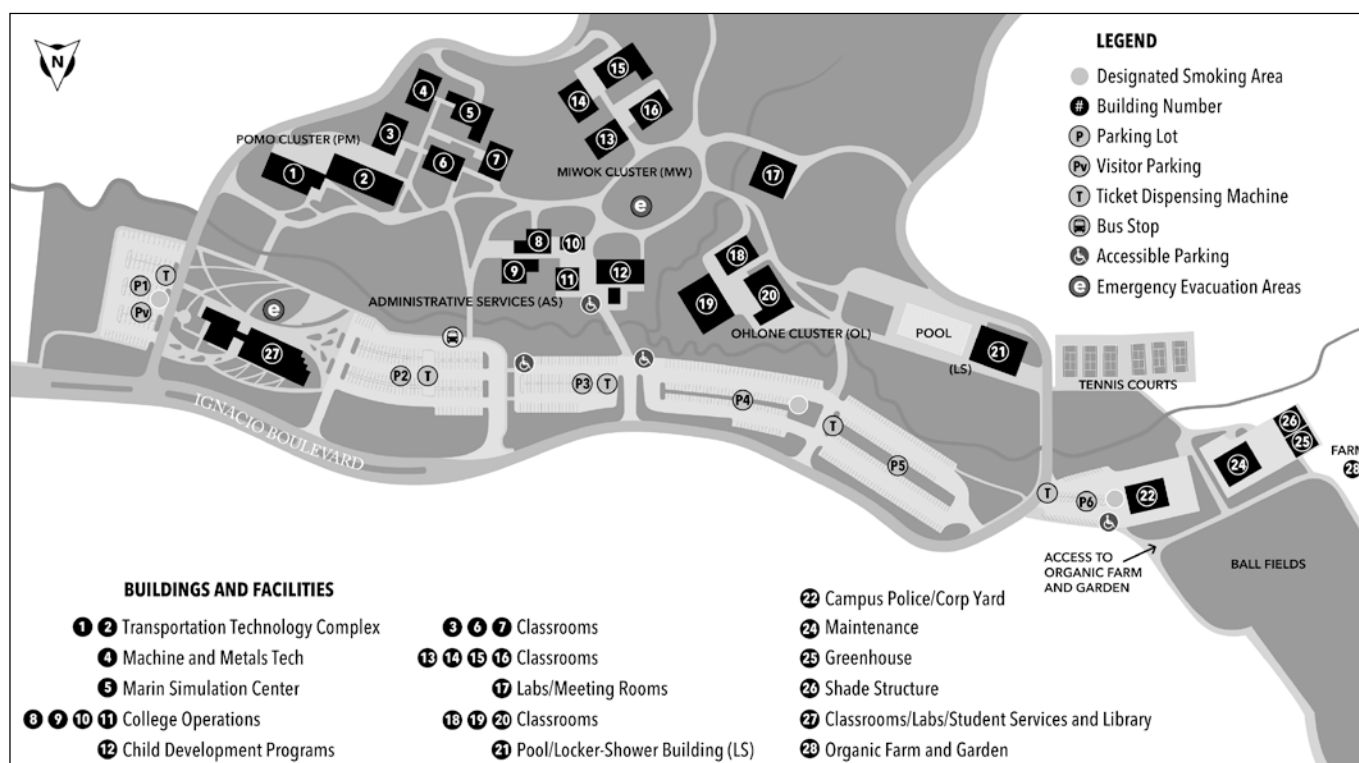 N
LEGEND
Designated Smoking Area
# Building Number
P Parking Lot
Pv Visitor Parking
T Ticket Dispensing Machine
Bus Stop
Accessible Parking
e Emergency Evacuation Areas
15
4
14
16
5
POMO CLUSTER (PM)
3
13
6
7
MIWOK CLUSTER (MW)
1
2
17
e
8
10
18
9
11
12
T
P1
ADMINISTRATIVE SERVICES (AS)
19
20
Pv
e
OHLONE CLUSTER (OL)
POOL
21
27
(LS)
TENNIS COURTS
P2
T
P3
T
P4
IGNACIO BOULEVARD
T
26
25
FARM
28
24
P5
T
P6
22
ACCESS TO
ORGANIC FARM
AND GARDEN
BALL FIELDS
BUILDINGS AND FACILITIES
1 2 Transportation Technology Complex
4 Machine and Metals Tech
5 Marin Simulation Center
8 9 10 11 College Operations
12 Child Development Programs
3 6 7 Classrooms
13 14 15 16 Classrooms
17 Labs/Meeting Rooms
18 19 20 Classrooms
21 Pool/Locker-Shower Building (LS)
22 Campus Police/Corp Yard
24 Maintenance
25 Greenhouse
26 Shade Structure
27 Classrooms/Labs/Student Services and Library
28 Organic Farm and Garden